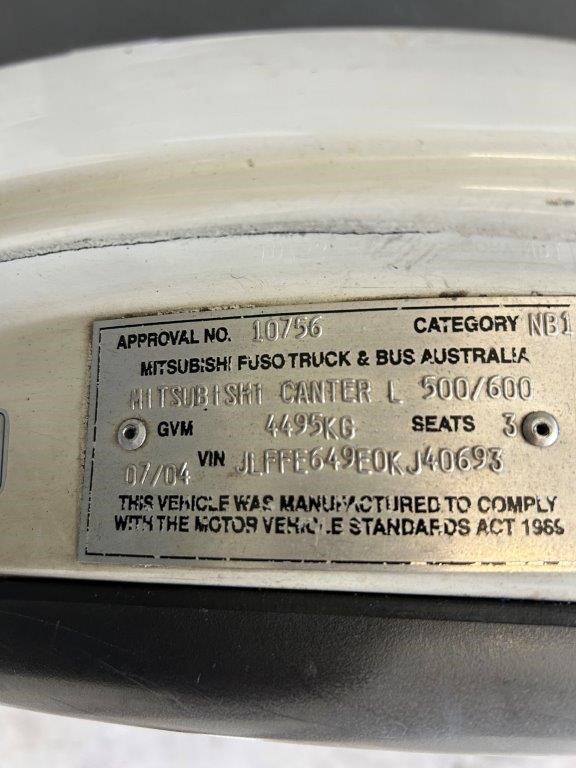 APPROVAL NO. 10756 CATEGORY NB1
MITSUBISHI FUSO TRUCK & BUS AUSTRALIA
MITSUBISHI CANTER L 500/600
GVM 4495KG SEATS 3
07/04 VIN JLFFE649E0KJ40693
THIS VEHICLE WAS MANUFACTURED TO COMPLY
WITH THE MOTOR VEHICLE STANDARDS ACT 1989